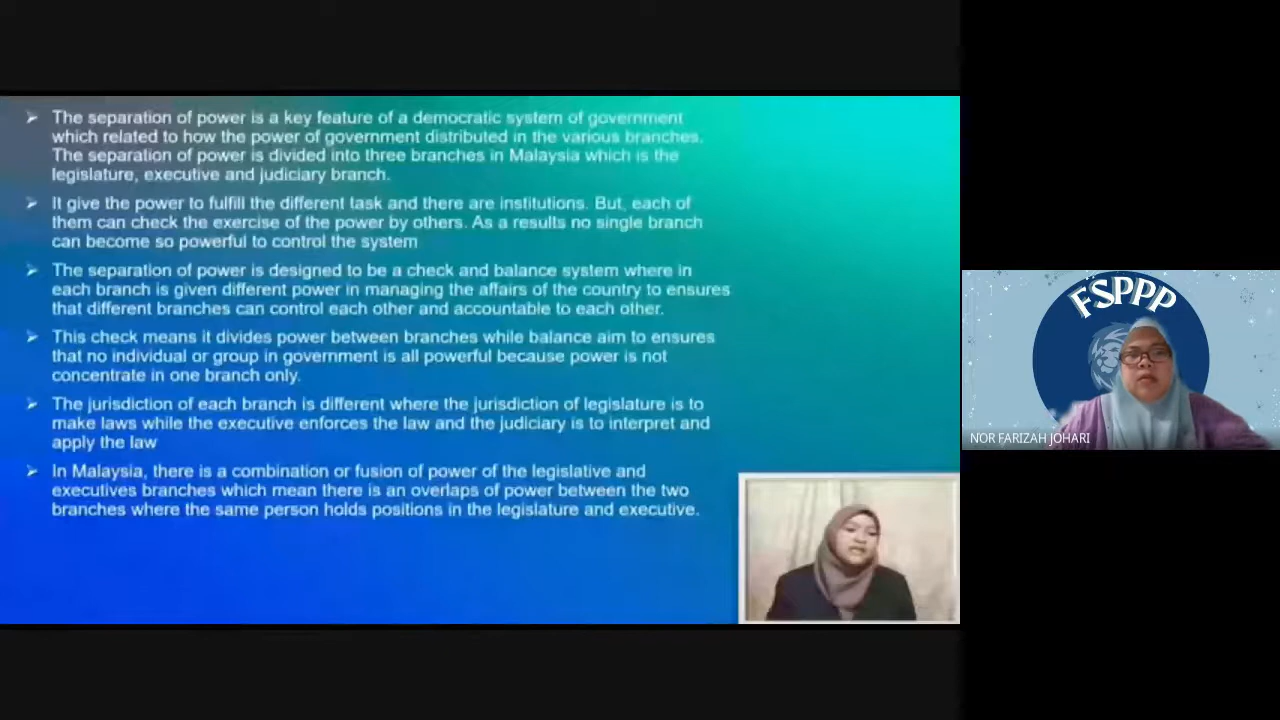 The separation of power is a key feature of a democratic system of government
which related to how the power of government distributed in the various branches.
The separation of power is divided into three branches in Malaysia which is the
legislature, executive and judiciary branch.
It give the power to fulfill the different task and there are institutions. But, each of
them can check the exercise of the power by others. As a results no single branch
can become so powerful to control the system
The separation of power is designed to be a check and balance system where in
each branch is given different power in managing the affairs of the country to ensures
that different branches can control each other and accountable to each other.
This check means it divides power between branches while balance aim to ensures
that no individual or group in government is all powerful because power is not
concentrate in one branch only.
The jurisdiction of each branch is different where the jurisdiction of legislature is to
make laws while the executive enforces the law and the judiciary is to interpret and
apply the law
In Malaysia, there is a combination or fusion of power of the legislative and
executives branches which mean there is an overlaps of power between the two
branches where the same person holds positions in the legislature and executive.
FSPPP
NOR FARIZAH JOHARI